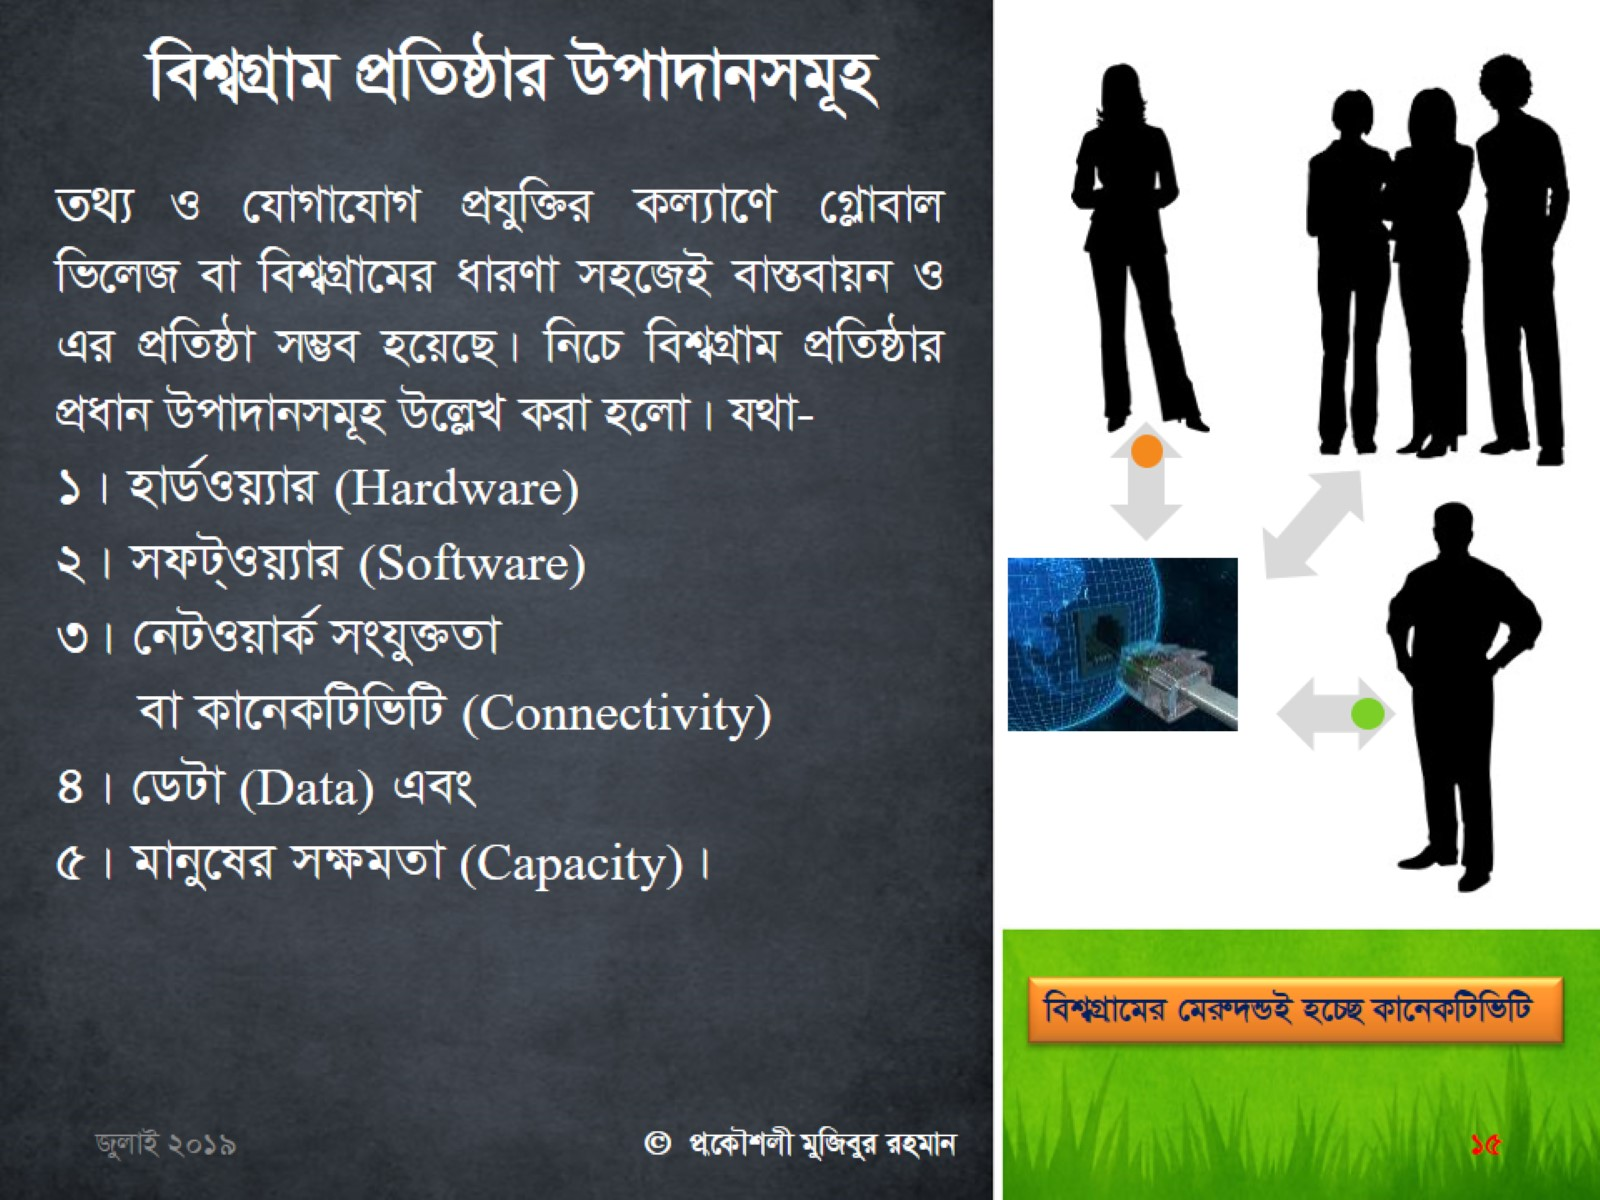 বিশ্বগ্রাম প্রতিষ্ঠার উপাদানসমূহ
তথ্য ও যোগাযোগ প্রযুক্তির কল্যাণে গ্লোবাল
ভিলেজ বা বিশ্বগ্রামের ধারণা সহজেই বাস্তবায়ন ও
এর প্রতিষ্ঠা সম্ভব হয়েছে। নিচে বিশ্বগ্রাম প্রতিষ্ঠার
প্রধান উপাদানসমূহ উল্লেখ করা হলো। যথা-
১। হার্ডওয়্যার (Hardware)
২। সফট্‌ওয়্যার (Software)
৩। নেটওয়ার্ক সংযুক্ততা
বা কানেকটিভিটি (Connectivity)
৪। ডেটা (Data) এবং
৫। মানুষের সক্ষমতা (Capacity)।
বিশ্বগ্রামের মেরুদন্ডই হচ্ছে কানেকটিভিটি
জুলাই ২০১৯
© প্রকৌশলী মুজিবুর রহমান
১৫